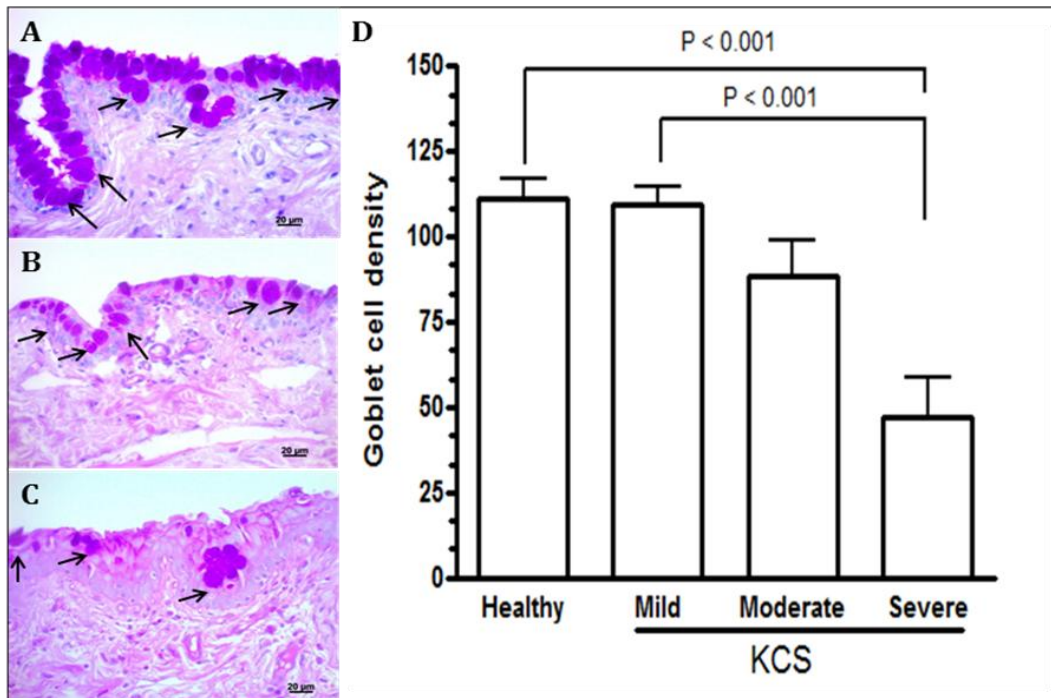 A
20 µm
B
20 µm
C
20 µm
D
P < 0.001
P < 0.001
Goblet cell density
150
125
100
75
50
25
0
Healthy Mild Moderate Severe
KCS